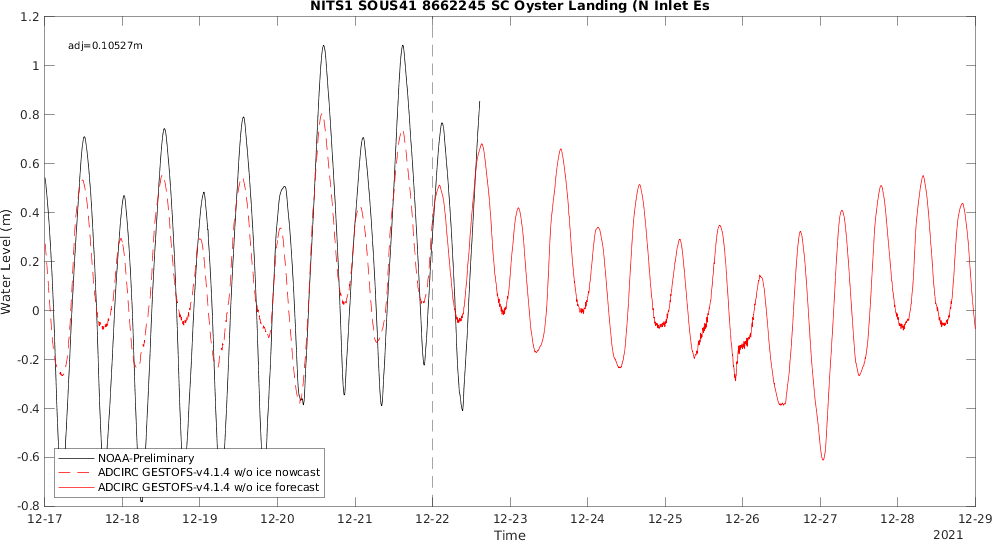 NITS1 SOUS41 8662245 SC Oyster Landing (N Inlet Es
adj=0.10527m
Water Level (m)
1.2
1
0.8
0.6
0.4
0.2
0
-0.2
-0.4
-0.6
-0.8
NOAA-Preliminary
ADCIRC GESTOFS-v4.1.4 w/o ice nowcast
ADCIRC GESTOFS-v4.1.4 w/o ice forecast
12-17 12-18 12-19 12-20 12-21 12-22 12-23 12-24 12-25 12-26 12-27 12-28 12-29
Time
2021